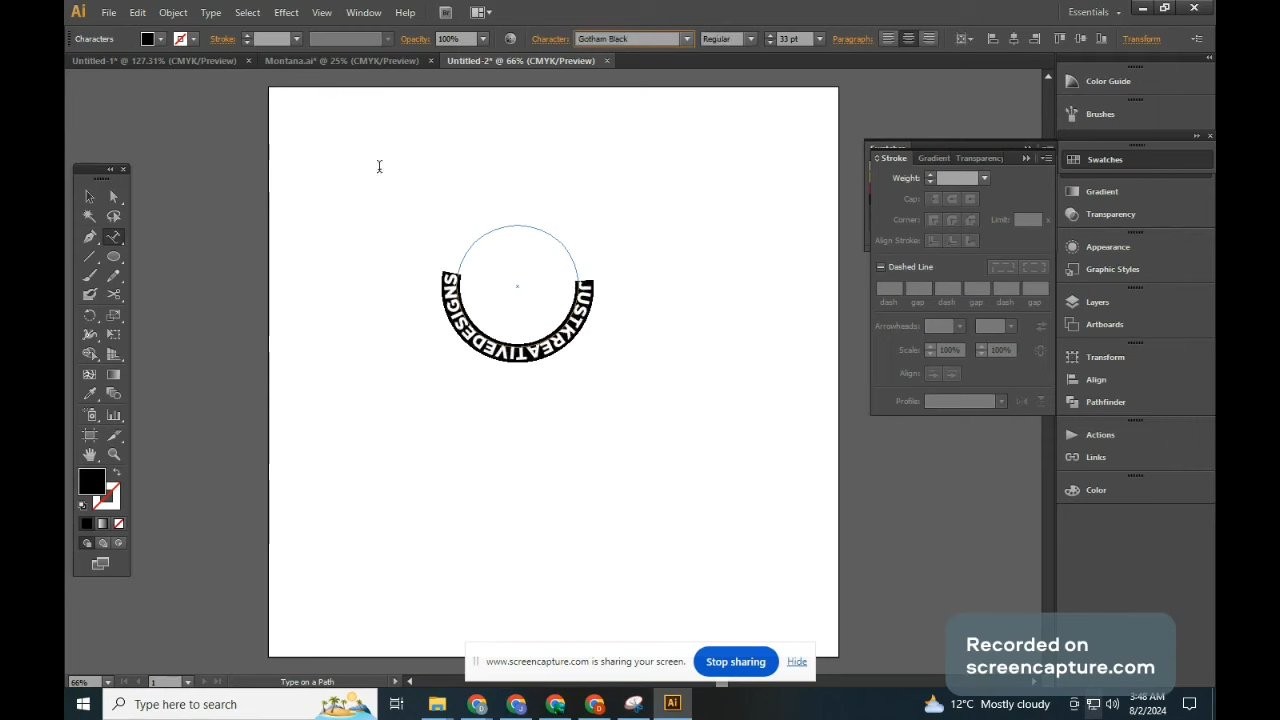 Ai File Edit Object Type Select Effect View Window Help Br Essentials
Characters Stroke: Opacity: 100% Character: Gotham Black Regular 33 pt Paragraph: Transform
Untitled-1* @ 127.31% (CMYK/Preview) × Montana.ai* @ 25% (CMYK/Preview) × Untitled-2* @ 66% (CMYK/Preview) ×
Color Guide
Brushes
Swatches
Gradient
Transparency
Appearance
Graphic Styles
Layers
Artboards
Transform
Align
Pathfinder
Actions
Links
Color
Stroke Gradient Transparency
Weight:
Cap:
Corner: Limit: x
Align Stroke:
Dashed Line
dash gap dash gap dash gap
Arrowheads:
Scale: 100% 100%
Align:
Profile:
JUSTKREATIVEDESIGNS
www.screencapture.com is sharing your screen. Stop sharing Hide
Recorded on
screencapture.com
66% 1 Type on a Path
Type here to search
Ai
12°C Mostly cloudy
3:48 AM
8/2/2024